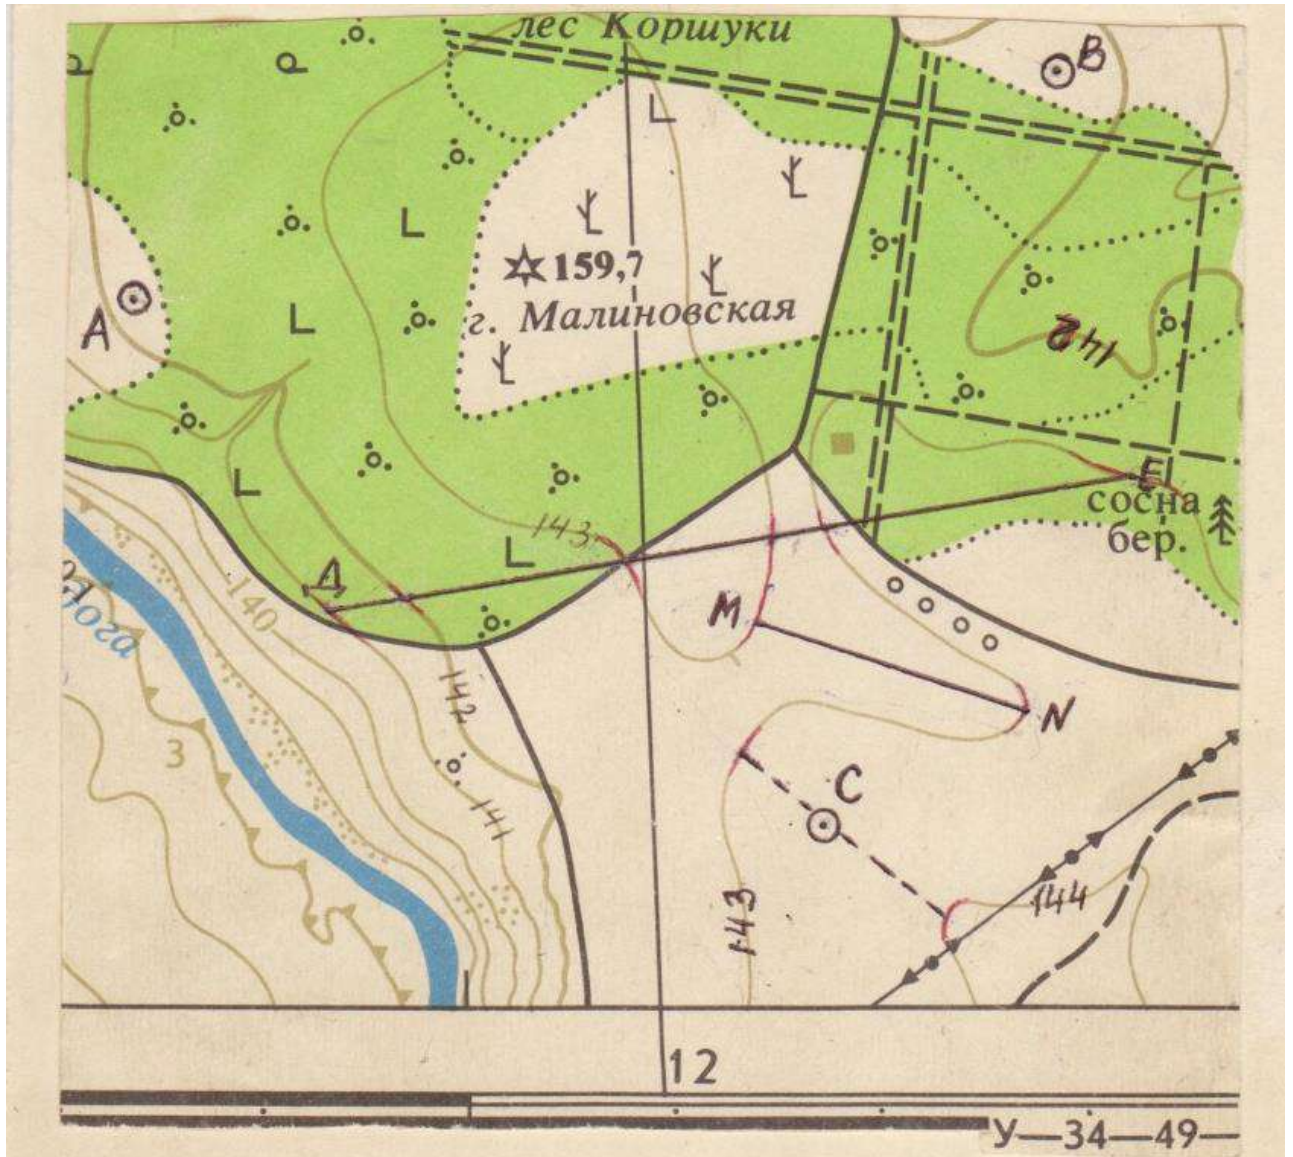 лес Коршуки
В
159,7
г. Малиновская
А
142
Е
сосна
бер.
143
Д
140
М
N
142
3
141
С
143
144
12
У—34—49—